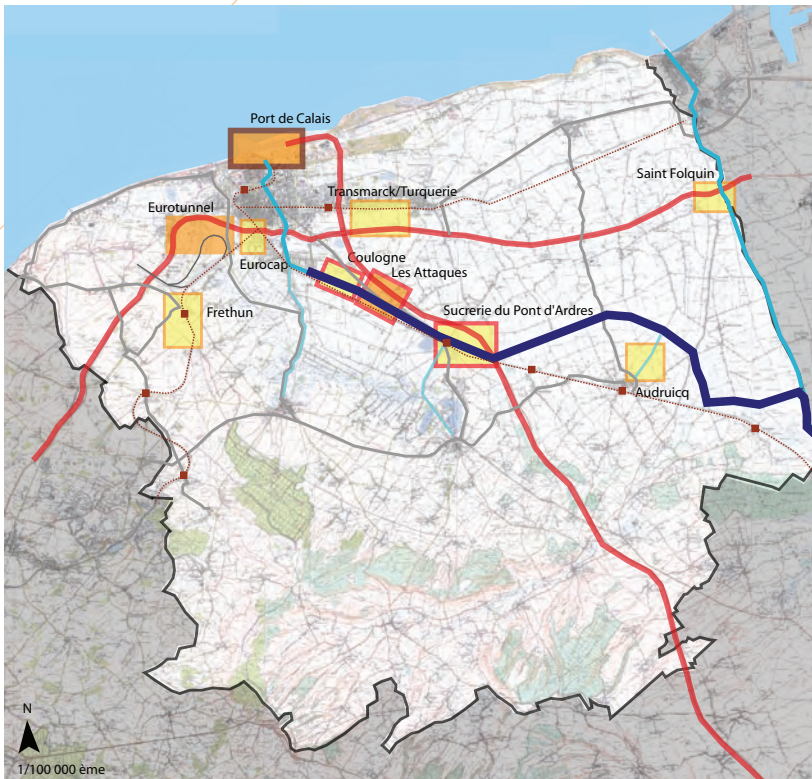 Port de Calais
Transmarck/Turquerie
Saint Folquin
Eurotunnel
Eurocap
Coulogne
Les Attaques
Frethun
Sucrerie du Pont d'Ardres
Audruicq
N
1/100 000 ème